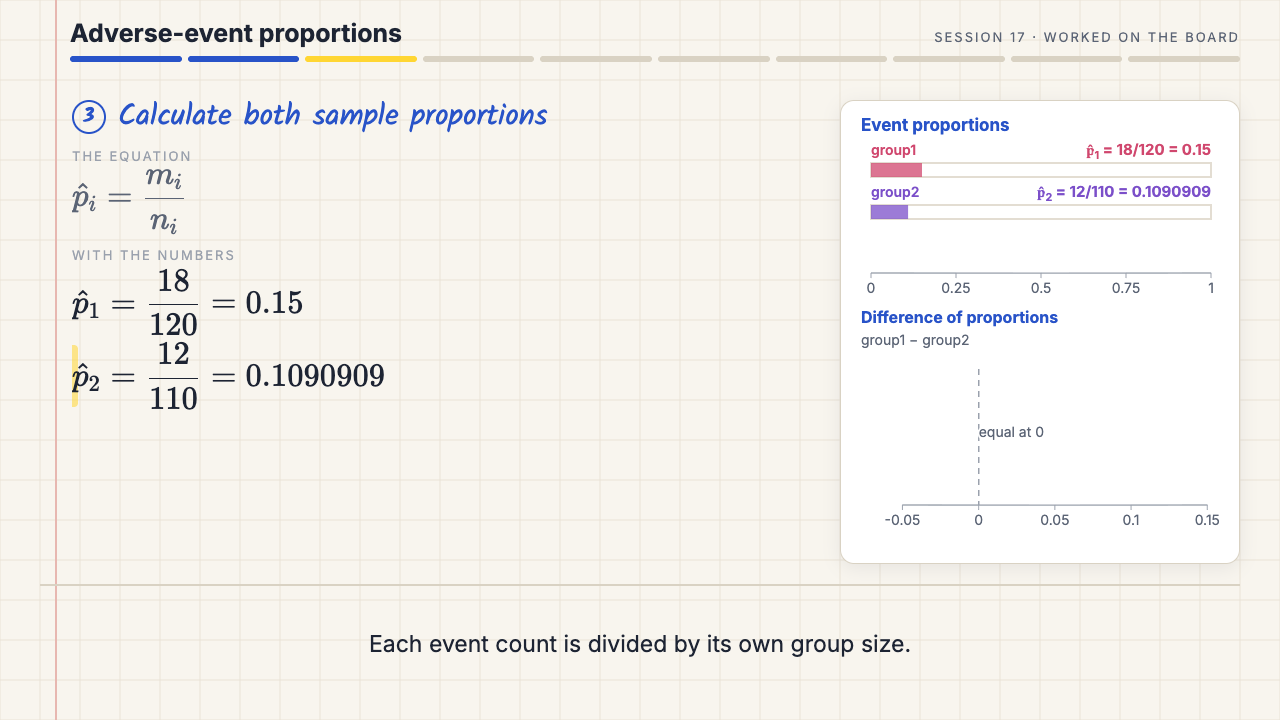 Adverse-event proportions
SESSION 17 · WORKED ON THE BOARD
3 Calculate both sample proportions
THE EQUATION
p̂ᵢ = mᵢ/nᵢ
WITH THE NUMBERS
p̂₁ = 18/120 = 0.15
p̂₂ = 12/110 = 0.1090909
Event proportions
group1 p̂₁ = 18/120 = 0.15
group2 p̂₂ = 12/110 = 0.1090909
0 0.25 0.5 0.75 1
Difference of proportions
group1 − group2
equal at 0
-0.05 0 0.05 0.1 0.15
Each event count is divided by its own group size.